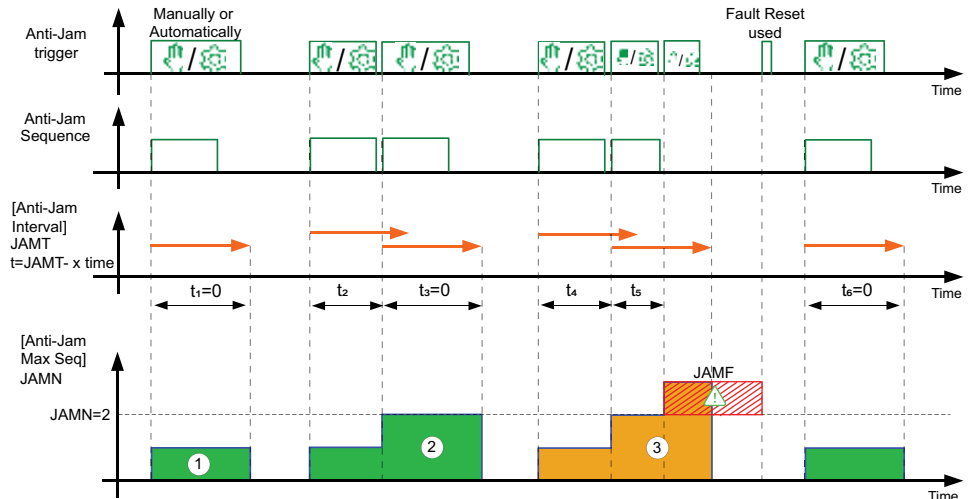 Manually or
Automatically
Fault Reset
used
Anti-Jam
trigger
/
/
/
/
/
/
/
Time
Anti-Jam
Sequence
Time
[Anti-Jam
Interval]
JAMT
t=JAMT- x time
t₁=0
t₂
t₃=0
t₄
t₅
t₆=0
Time
[Anti-Jam
Max Seq]
JAMN
JAMF
!
JAMN=2
1
2
3
Time